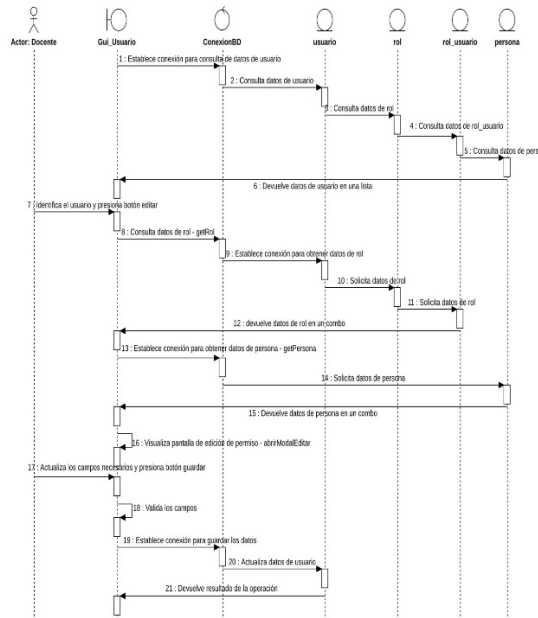 Actor: Docente
Gui_Usuario
ConexionBD
usuario
rol
rol_usuario
persona
1 : Establece conexión para consulta de datos de usuario
2 : Consulta datos de usuario
3 : Consulta datos de rol
4 : Consulta datos de rol_usuario
5 : Consulta datos de pers
6 : Devuelve datos de usuario en una lista
7 : Identifica el usuario y presiona botón editar
8 : Consulta datos de rol - getRol
9 : Establece conexión para obtener datos de rol
10 : Solicita datos de rol
11 : Solicita datos de rol
12 : devuelve datos de rol en un combo
13 : Establece conexión para obtener datos de persona - getPersona
14 : Solicita datos de persona
15 : Devuelve datos de persona en un combo
16 : Visualiza pantalla de edición de permiso - abrirModalEditar
17 : Actualiza los campos necesarios y presiona botón guardar
18 : Valida los campos
19 : Establece conexión para guardar los datos
20 : Actualiza datos de usuario
21 : Devuelve resultado de la operación